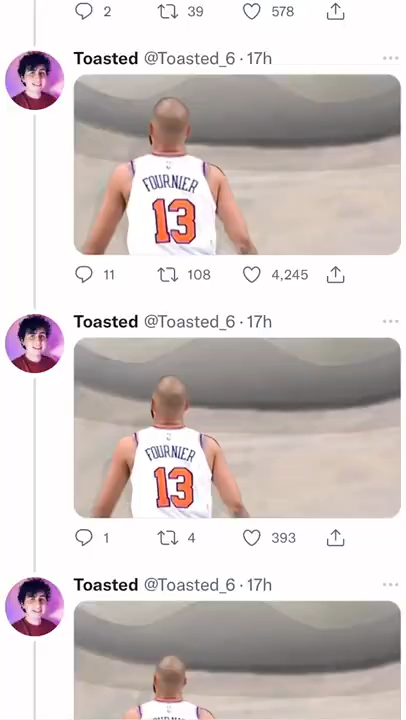 2 39 578
Toasted @Toasted_6 · 17h
FOURNIER
13
11 108 4,245
Toasted @Toasted_6 · 17h
FOURNIER
13
1 4 393
Toasted @Toasted_6 · 17h